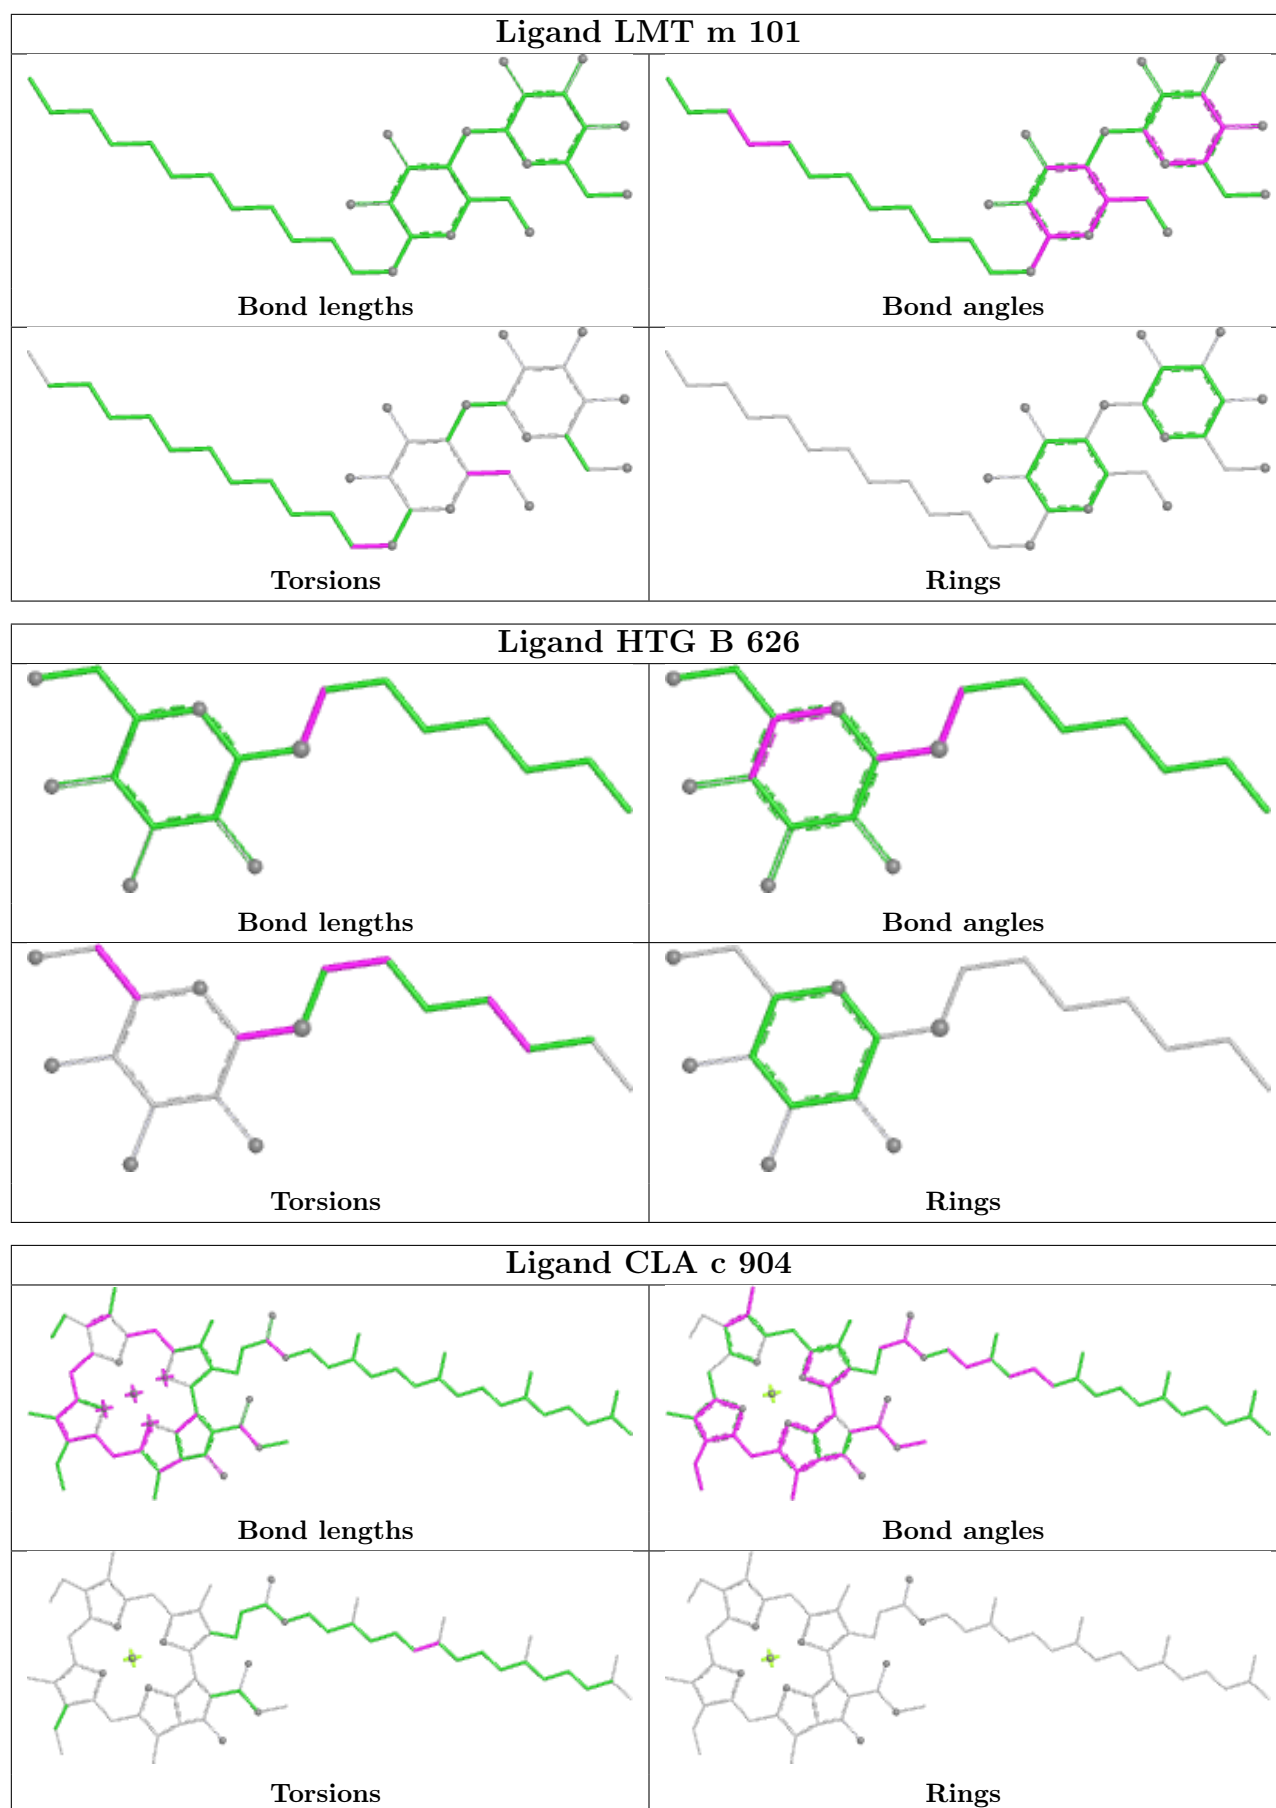 Ligand LMT m 101
Bond lengths
Bond angles
Torsions
Rings
Ligand HTG B 626
Bond lengths
Bond angles
Torsions
Rings
Ligand CLA c 904
Bond lengths
Bond angles
Torsions
Rings